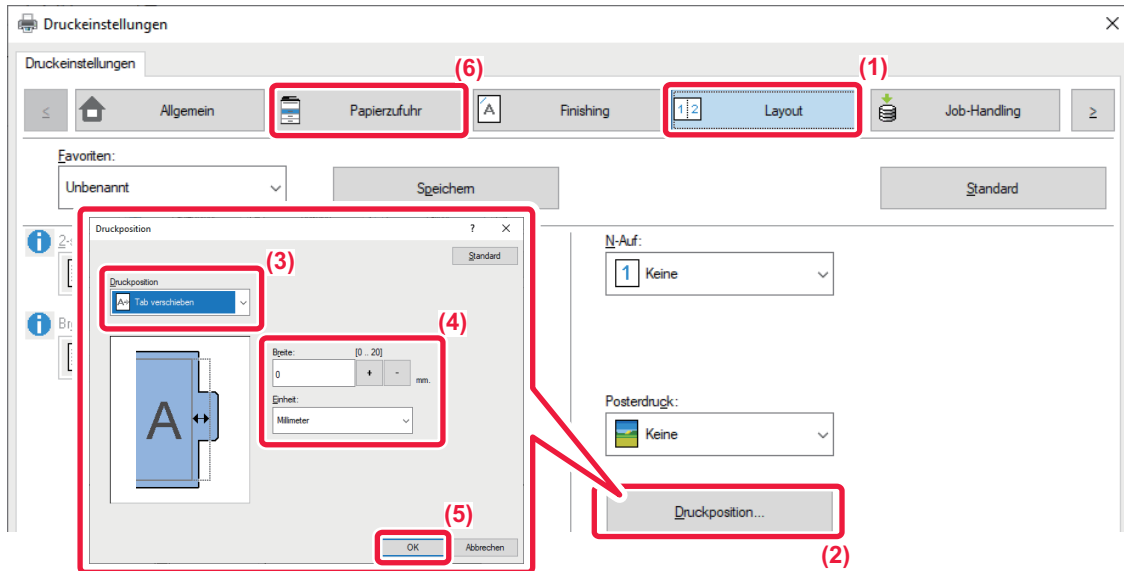 Druckeinstellungen
Druckeinstellungen
(6)
(1)
≤
Allgemein
Papierzufuhr
Finishing
Layout
Job-Handling
≥
Favoriten:
Unbenannt
Speichern
Standard
Druckposition
?
Standard
(3)
Druckposition
Tab verschieben
(4)
Breite:
[0 .. 20]
0
+
-
mm.
Einheit:
Millimeter
A
(5)
OK
Abbrechen
N-Auf:
1 Keine
Posterdruck:
Keine
Druckposition...
(2)